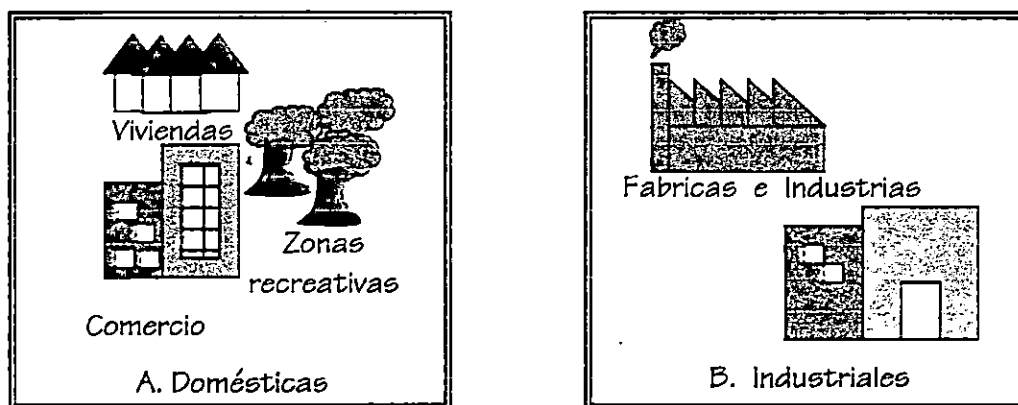 Viviendas
Zonas
recreativas
Comercio
A. Domésticas
Fabricas e Industrias
B. Industriales